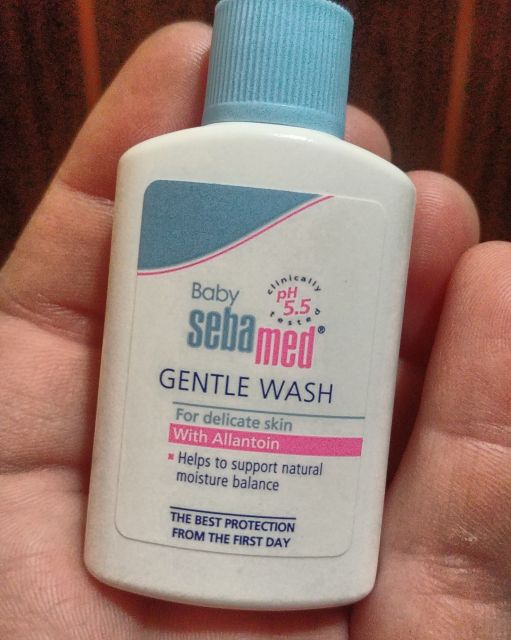 Baby
clinically
pH
5.5
tested
sebamed®
GENTLE WASH
For delicate skin
With Allantoin
▪ Helps to support natural
moisture balance
THE BEST PROTECTION
FROM THE FIRST DAY